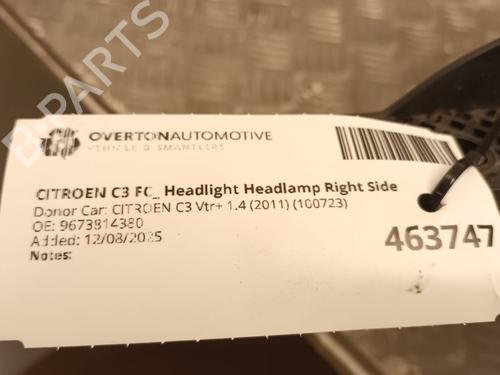 OVERTONAUTOMOTIVE
VEHICLE DISMANTLERS
CITROEN C3 FC_ Headlight Headlamp Right Side
Donor Car: CITROEN C3 Vtr+ 1.4 (2011) (100723)
OE: 9673814380
Added: 12/08/2025
Notes:
463747
B-PARTS